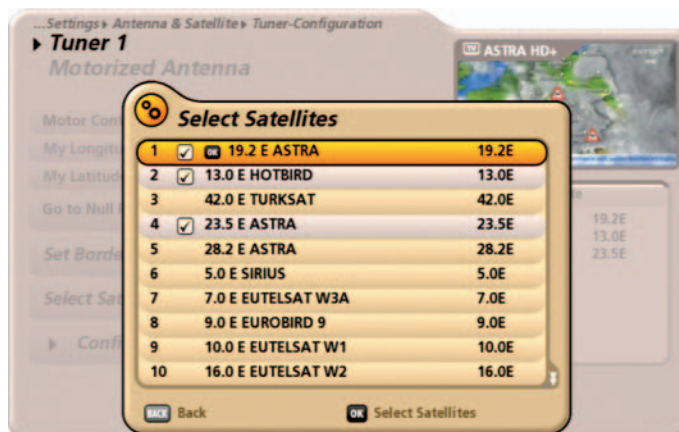 ...Settings▸ Antenna & Satellite▸ Tuner-Configuration
▸ Tuner 1
Motorized Antenna
TV ASTRA HD+
Motor Cont
My Longitu
My Latitud
Go to Null
Set Borde
Select Sat
▸ Confi
te
19.2E
13.0E
23.5E
Select Satellites
1 OK 19.2 E ASTRA 19.2E
2 13.0 E HOTBIRD 13.0E
3 42.0 E TURKSAT 42.0E
4 23.5 E ASTRA 23.5E
5 28.2 E ASTRA 28.2E
6 5.0 E SIRIUS 5.0E
7 7.0 E EUTELSAT W3A 7.0E
8 9.0 E EUROBIRD 9 9.0E
9 10.0 E EUTELSAT W1 10.0E
10 16.0 E EUTELSAT W2 16.0E
BACK Back OK Select Satellites